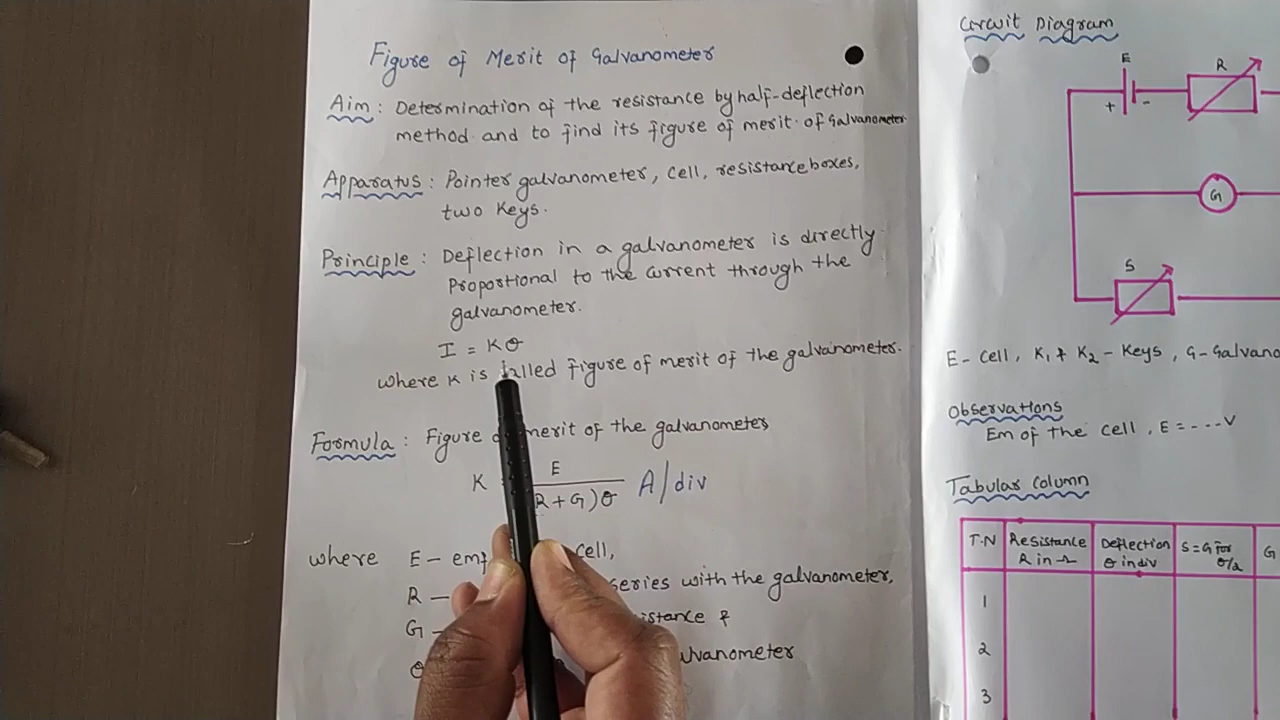 Figure of Merit of Galvanometer
Aim: Determination of the resistance by half-deflection
method and to find its figure of merit of Galvanometer.
Apparatus: Pointer galvanometer, cell, resistance boxes,
two Keys.
Principle: Deflection in a galvanometer is directly
Proportional to the current through the
galvanometer.
I = Kθ
where K is called figure of merit of the galvanometer.
Formula: Figure merit of the galvanometer
K E
R+G)θ A/div
where E - emf cell,
R - series with the galvanometer,
G - &
galvanometer
Circuit Diagram
E
R
+ -
G
S
E - cell, K1 & K2 - Keys, G-
Observations
Em of the cell, E = ---- V
Tabular Column
T.N Resistance R in Ω Deflection θ in div S=G for θ/2 G
1
2
3